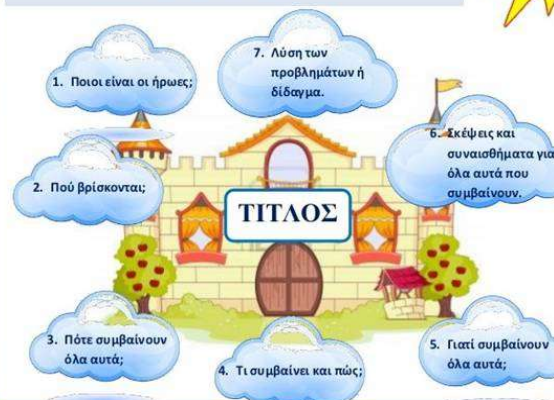 1. Ποιοι είναι οι ήρωες;
7. Λύση των
προβλημάτων ή
δίδαγμα.
6. Σκέψεις και
συναισθήματα για
όλα αυτά που
συμβαίνουν.
2. Πού βρίσκονται;
ΤΙΤΛΟΣ
3. Πότε συμβαίνουν
όλα αυτά;
4. Τι συμβαίνει και πώς;
5. Γιατί συμβαίνουν
όλα αυτά;